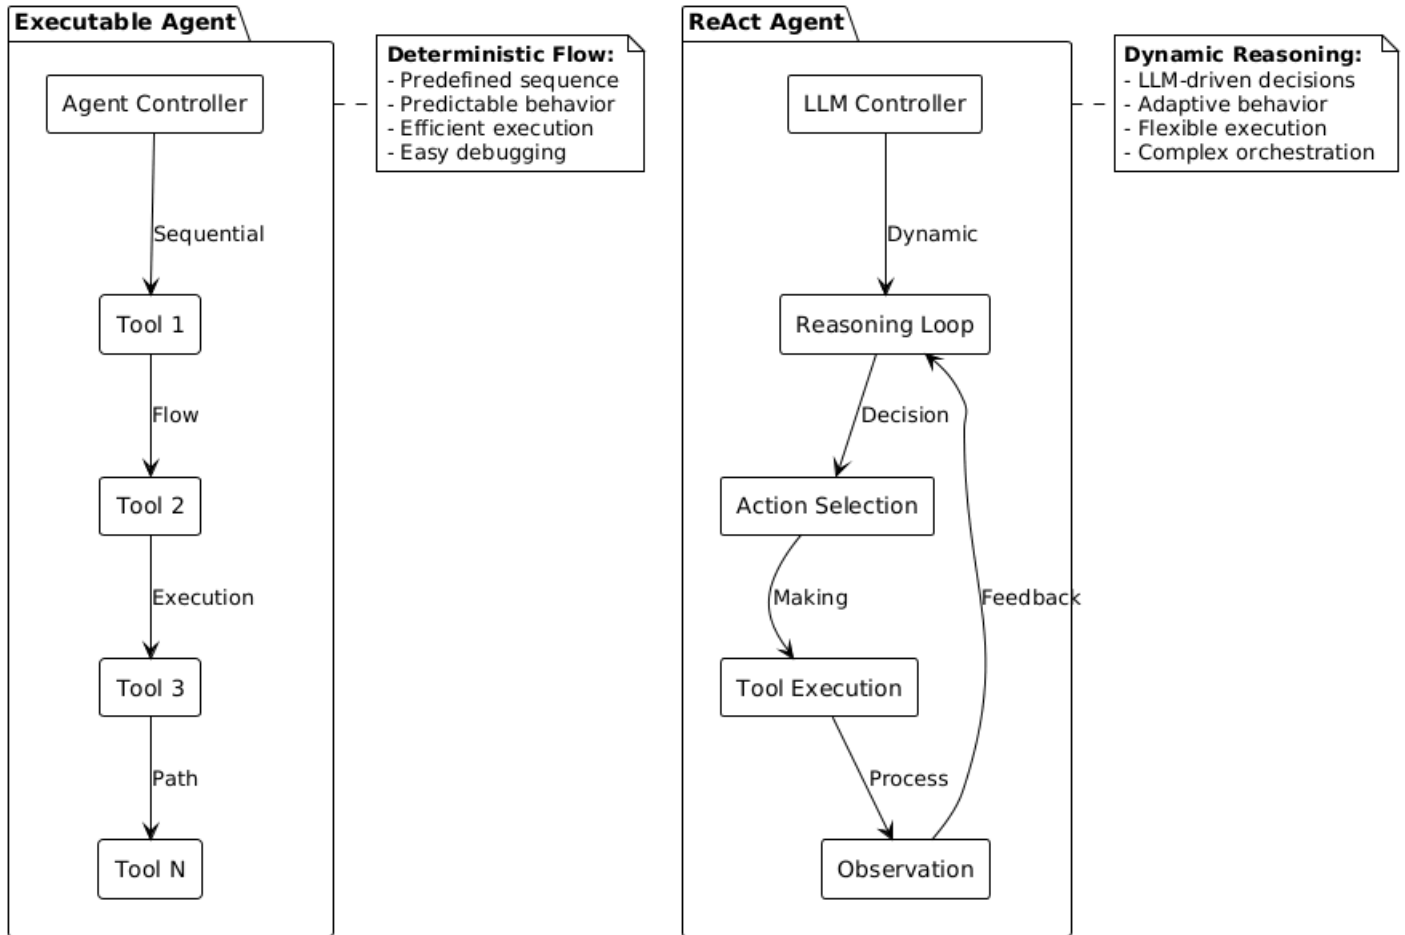 Executable Agent
Agent Controller
Sequential
Tool 1
Flow
Tool 2
Execution
Tool 3
Path
Tool N
Deterministic Flow:
- Predefined sequence
- Predictable behavior
- Efficient execution
- Easy debugging
ReAct Agent
LLM Controller
Dynamic
Reasoning Loop
Decision
Action Selection
Making
Feedback
Tool Execution
Process
Observation
Dynamic Reasoning:
- LLM-driven decisions
- Adaptive behavior
- Flexible execution
- Complex orchestration